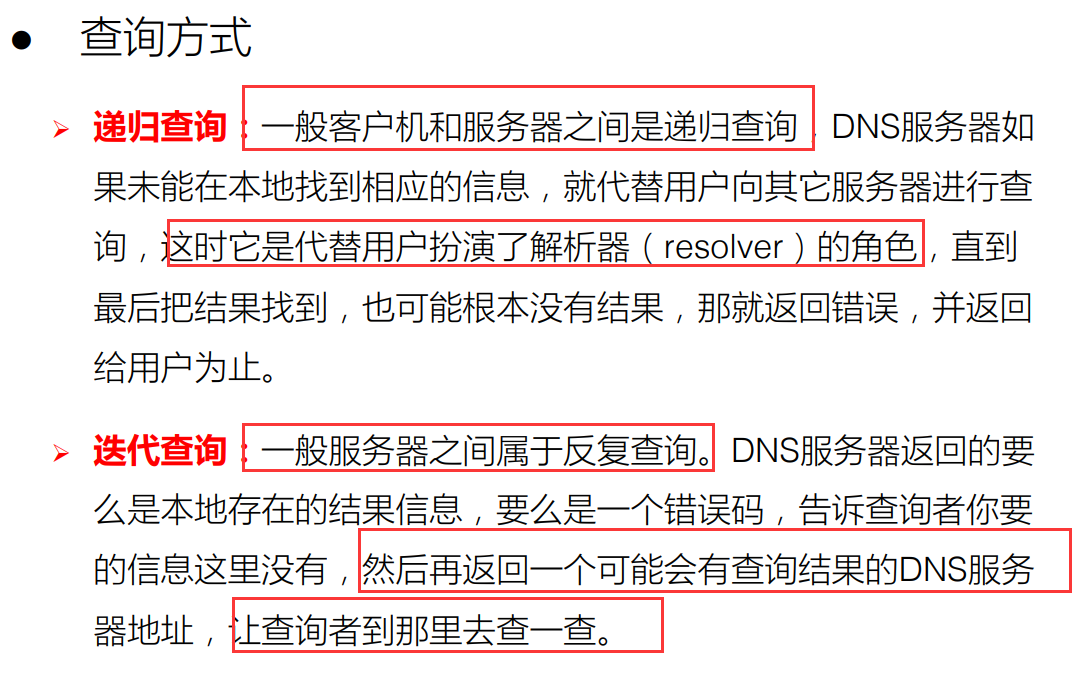 ● 查询方式
➢ 递归查询：一般客户机和服务器之间是递归查询，DNS服务器如
果未能在本地找到相应的信息，就代替用户向其它服务器进行查
询，这时它是代替用户扮演了解析器（resolver）的角色，直到
最后把结果找到，也可能根本没有结果，那就返回错误，并返回
给用户为止。
➢ 迭代查询：一般服务器之间属于反复查询。DNS服务器返回的要
么是本地存在的结果信息，要么是一个错误码，告诉查询者你要
的信息这里没有，然后再返回一个可能会有查询结果的DNS服务
器地址，让查询者到那里去查一查。